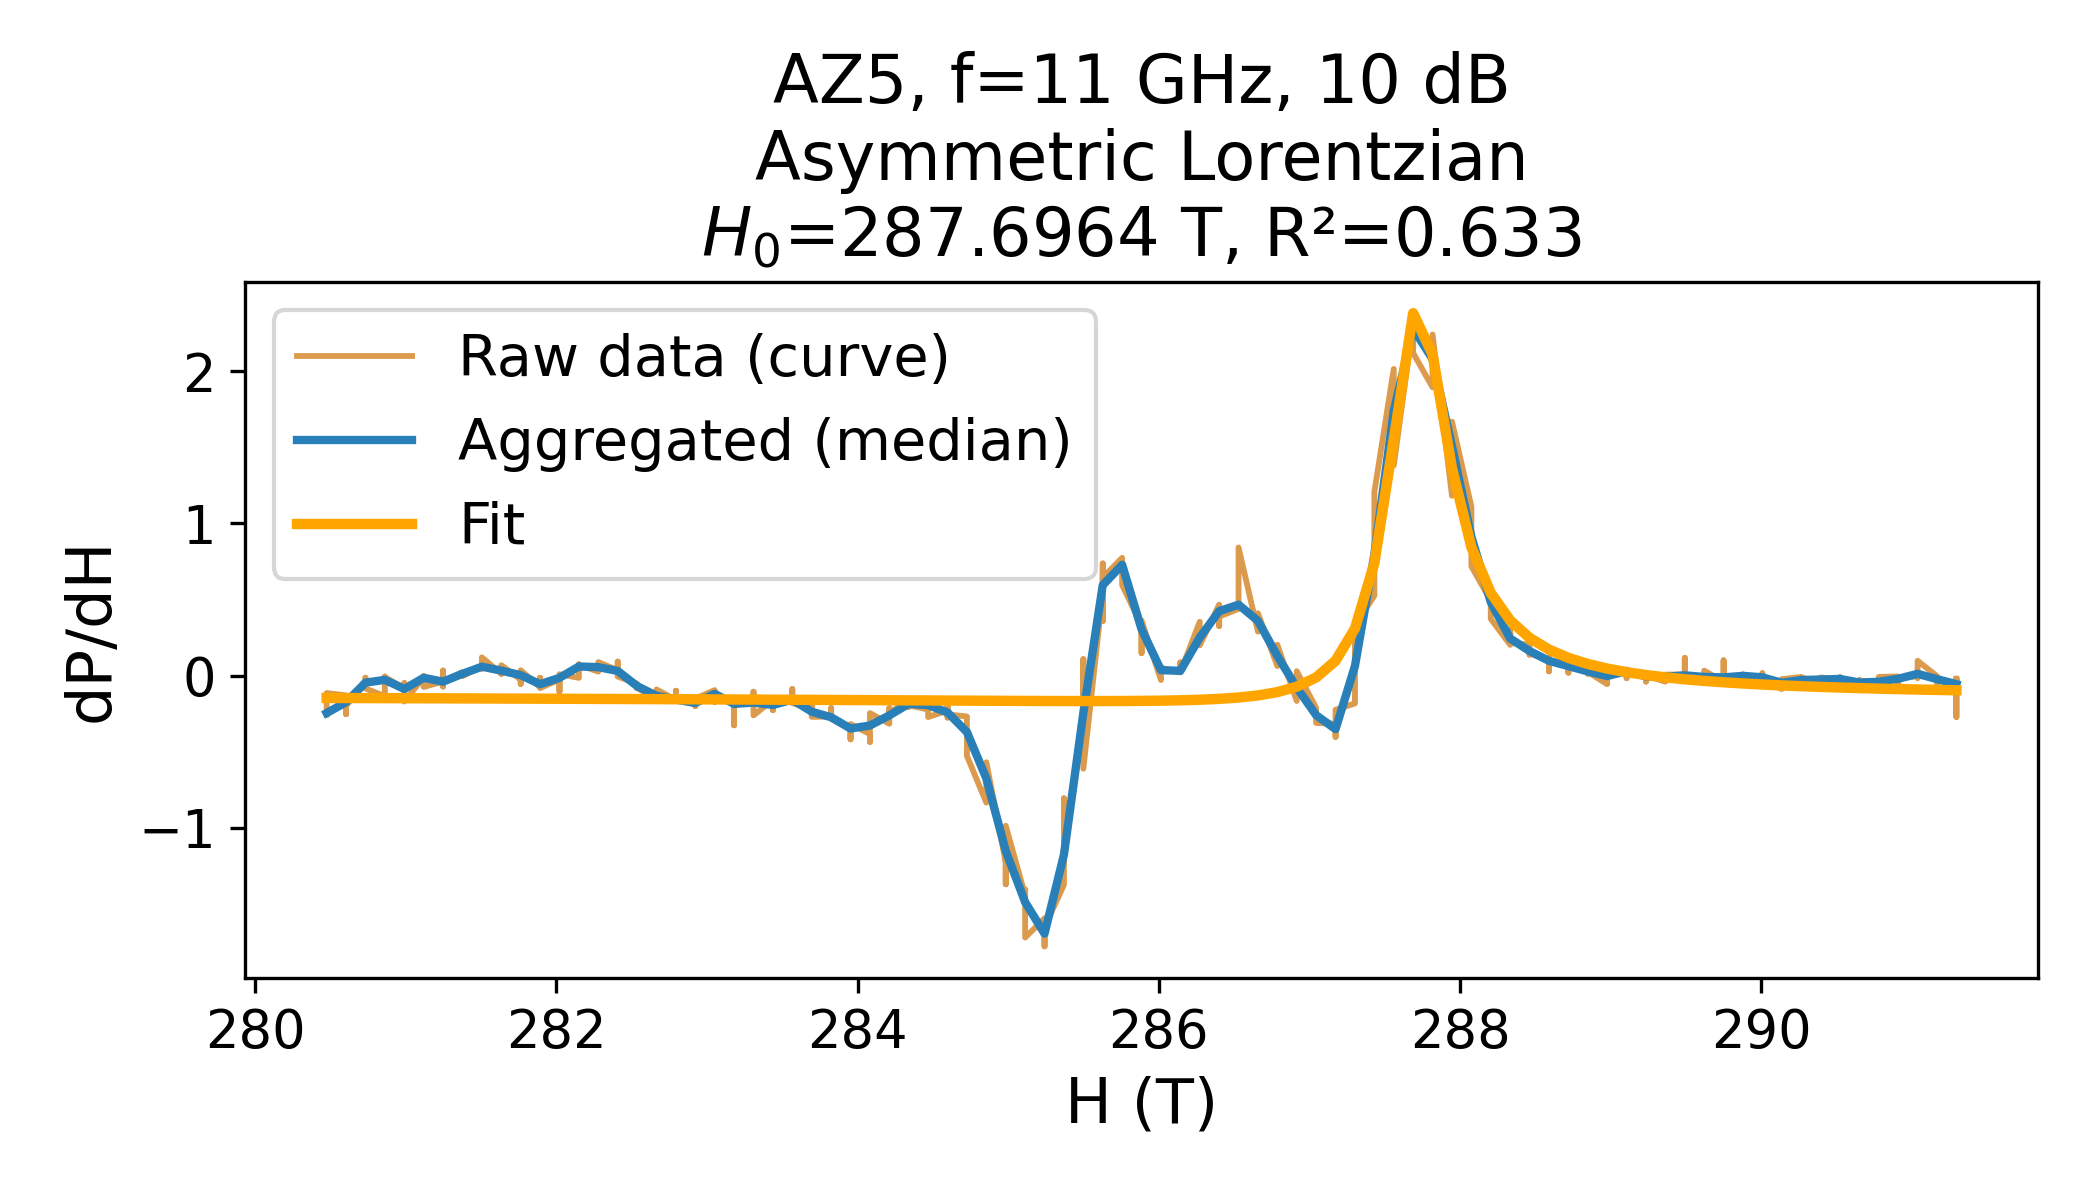 AZ5, f=11 GHz, 10 dB
Asymmetric Lorentzian
H₀=287.6964 T, R²=0.633
Raw data (curve)
Aggregated (median)
Fit
dP/dH
2
1
0
−1
280 282 284 286 288 290
H (T)